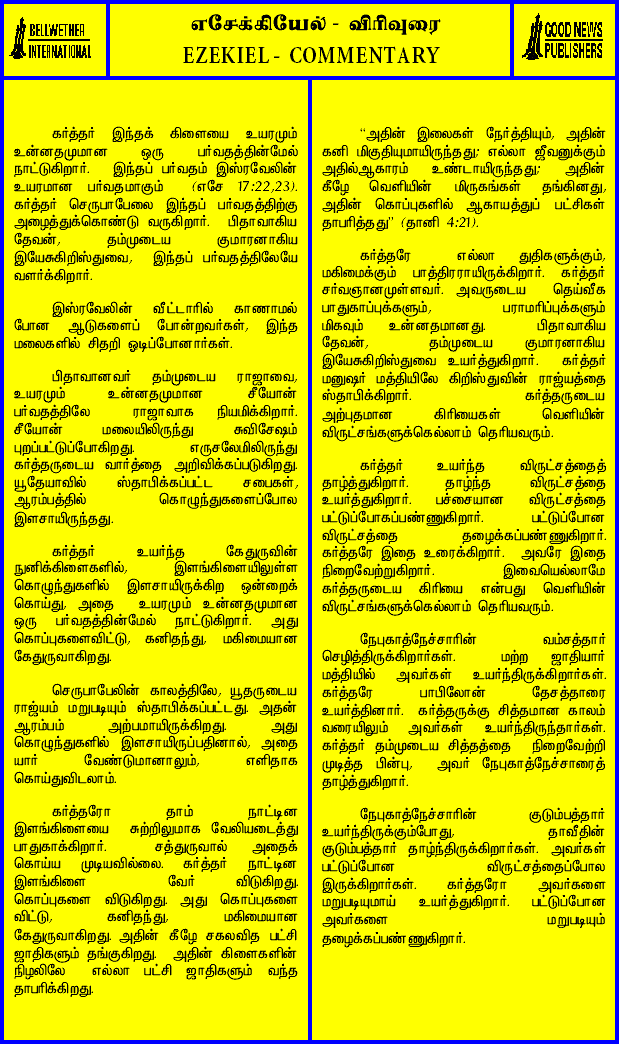 BELLWETHER
INTERNATIONAL
எசேக்கியேல் - விரிவுரை
EZEKIEL - COMMENTARY
GOOD NEWS
PUBLISHERS
கர்த்தர் இந்தக் கிளையை உயரமும்
உன்னதமுமான ஒரு பர்வதத்தின்மேல்
நாட்டுகிறார். இந்தப் பர்வதம் இஸ்ரவேலின்
உயரமான பர்வதமாகும் (எசே 17:22,23).
கர்த்தர் செருபாபேலை இந்தப் பர்வதத்திற்கு
அழைத்துக்கொண்டு வருகிறார். பிதாவாகிய
தேவன், தம்முடைய குமாரனாகிய
இயேசுகிறிஸ்துவை, இந்தப் பர்வதத்திலேயே
வளர்க்கிறார்.
இஸ்ரவேலின் வீட்டாரில் காணாமல்
போன ஆடுகளைப் போன்றவர்கள், இந்த
மலைகளில் சிதறி ஓடிப்போனார்கள்.
பிதாவானவர் தம்முடைய ராஜாவை,
உயரமும் உன்னதமுமான சீயோன்
பர்வதத்திலே ராஜாவாக நியமிக்கிறார்.
சீயோன் மலையிலிருந்து சுவிசேஷம்
புறப்பட்டுப்போகிறது. எருசலேமிலிருந்து
கர்த்தருடைய வார்த்தை அறிவிக்கப்படுகிறது.
யூதேயாவில் ஸ்தாபிக்கப்பட்ட சபைகள்,
ஆரம்பத்தில் கொழுந்துகளைப்போல
இளசாயிருந்தது.
கர்த்தர் உயர்ந்த கேதுருவின்
நுனிக்கிளைகளில், இளங்கிளையிலுள்ள
கொழுந்துகளில் இளசாயிருக்கிற ஒன்றைக்
கொய்து, அதை உயரமும் உன்னதமுமான
ஒரு பர்வதத்தின்மேல் நாட்டுகிறார். அது
கொப்புகளைவிட்டு, கனிதந்து, மகிமையான
கேதுருவாகிறது.
செருபாபேலின் காலத்திலே, யூதருடைய
ராஜ்யம் மறுபடியும் ஸ்தாபிக்கப்பட்டது. அதன்
ஆரம்பம் அற்பமாயிருக்கிறது. அது
கொழுந்துகளில் இளசாயிருப்பதினால், அதை
யார் வேண்டுமானாலும், எளிதாக
கொய்துவிடலாம்.
கர்த்தரோ தாம் நாட்டின
இளங்கிளையை சுற்றிலுமாக வேலியடைத்து
பாதுகாக்கிறார். சத்துருவால் அதைக்
கொய்ய முடியவில்லை. கர்த்தர் நாட்டின
இளங்கிளை வேர் விடுகிறது.
கொப்புகளை விடுகிறது. அது கொப்புகளை
விட்டு, கனிதந்து, மகிமையான
கேதுருவாகிறது. அதின் கீழே சகலவித பட்சி
ஜாதிகளும் தங்குகிறது. அதின் கிளைகளின்
நிழலிலே எல்லா பட்சி ஜாதிகளும் வந்து
தாபரிக்கிறது.
"அதின் இலைகள் நேர்த்தியும், அதின்
கனி மிகுதியுமாயிருந்தது; எல்லா ஜீவனுக்கும்
அதில்ஆகாரம் உண்டாயிருந்தது; அதின்
கீழே வெளியின் மிருகங்கள் தங்கினது,
அதின் கொப்புகளில் ஆகாயத்துப் பட்சிகள்
தாபரித்தது" (தானி 4:21).
கர்த்தரே எல்லா துதிகளுக்கும்,
மகிமைக்கும் பாத்திரராயிருக்கிறார். கர்த்தர்
சர்வஞானமுள்ளவர். அவருடைய தெய்வீக
பாதுகாப்புக்களும், பராமரிப்புக்களும்
மிகவும் உன்னதமானது. பிதாவாகிய
தேவன், தம்முடைய குமாரனாகிய
இயேசுகிறிஸ்துவை உயர்த்துகிறார். கர்த்தர்
மனுஷர் மத்தியிலே கிறிஸ்துவின் ராஜ்யத்தை
ஸ்தாபிக்கிறார். கர்த்தருடைய
அற்புதமான கிரியைகள் வெளியின்
விருட்சங்களுக்கெல்லாம் தெரியவரும்.
கர்த்தர் உயர்ந்த விருட்சத்தைத்
தாழ்த்துகிறார். தாழ்ந்த விருட்சத்தை
உயர்த்துகிறார். பச்சையான விருட்சத்தை
பட்டுப்போகப்பண்ணுகிறார். பட்டுப்போன
விருட்சத்தை தழைக்கப்பண்ணுகிறார்.
கர்த்தரே இதை உரைக்கிறார். அவரே இதை
நிறைவேற்றுகிறார். இவையெல்லாமே
கர்த்தருடைய கிரியை என்பது வெளியின்
விருட்சங்களுக்கெல்லாம் தெரியவரும்.
நேபுகாத்நேச்சாரின் வம்சத்தார்
செழித்திருக்கிறார்கள். மற்ற ஜாதியார்
மத்தியில் அவர்கள் உயர்ந்திருக்கிறார்கள்.
கர்த்தரே பாபிலோன் தேசத்தாரை
உயர்த்தினார். கர்த்தருக்கு சித்தமான காலம்
வரையிலும் அவர்கள் உயர்ந்திருந்தார்கள்.
கர்த்தர் தம்முடைய சித்தத்தை நிறைவேற்றி
முடித்த பின்பு, அவர் நேபுகாத்நேச்சாரைத்
தாழ்த்துகிறார்.
நேபுகாத்நேச்சாரின் குடும்பத்தார்
உயர்ந்திருக்கும்போது, தாவீதின்
குடும்பத்தார் தாழ்ந்திருக்கிறார்கள். அவர்கள்
பட்டுப்போன விருட்சத்தைப்போல
இருக்கிறார்கள். கர்த்தரோ அவர்களை
மறுபடியுமாய் உயர்த்துகிறார். பட்டுப்போன
அவர்களை மறுபடியும்
தழைக்கப்பண்ணுகிறார்.